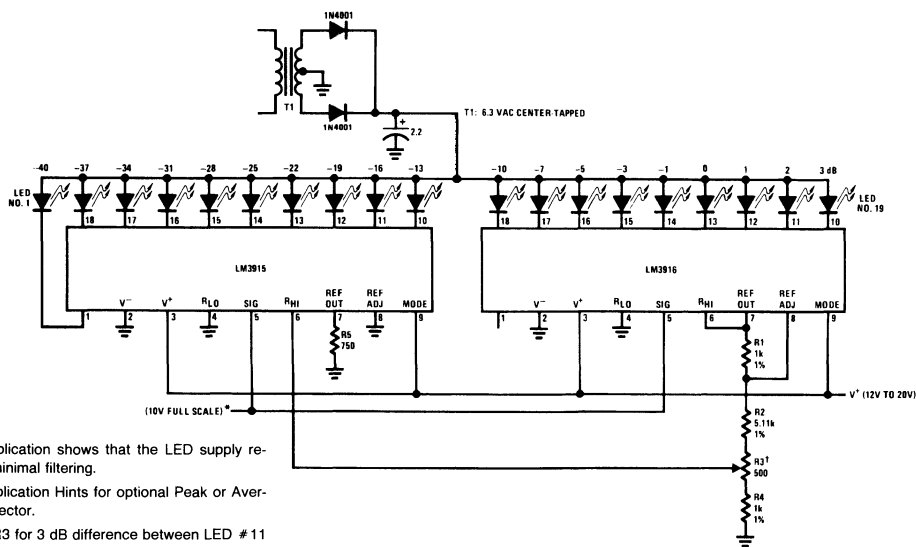 1N4001
T1
1N4001
+
2.2
T1: 6.3 VAC CENTER-TAPPED
-40 -37 -34 -31 -28 -25 -22 -19 -16 -13 -10 -7 -5 -3 -1 0 1 2 3 dB
LED NO. 1
LED NO. 19
18 17 16 15 14 13 12 11 10
18 17 16 15 14 13 12 11 10
LM3915
LM3916
V- V+ RLO SIG RHI REF OUT REF ADJ MODE
V- V+ RLO SIG RHI REF OUT REF ADJ MODE
1 2 3 4 5 6 7 8 9
1 2 3 4 5 6 7 8 9
R5
750
R1
1k
1%
(10V FULL SCALE)*
V+ (12V TO 20V)
R2
5.11k
1%
R3†
500
R4
1k
1%
plication shows that the LED supply re-
minimal filtering.
plication Hints for optional Peak or Aver-
ector.
R3 for 3 dB difference between LED #11